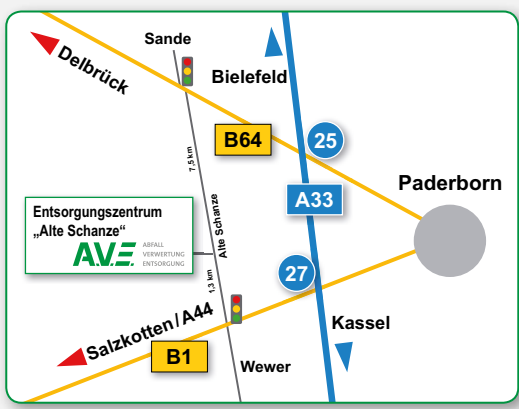 Sande
Delbrück
Bielefeld
B64
25
7,5 km
A33
Paderborn
Entsorgungszentrum
„Alte Schanze“
AVE. ABFALL
VERWERTUNG
ENTSORGUNG
Alte Schanze
1,3 km
27
Salzkotten/A44
Kassel
B1
Wewer